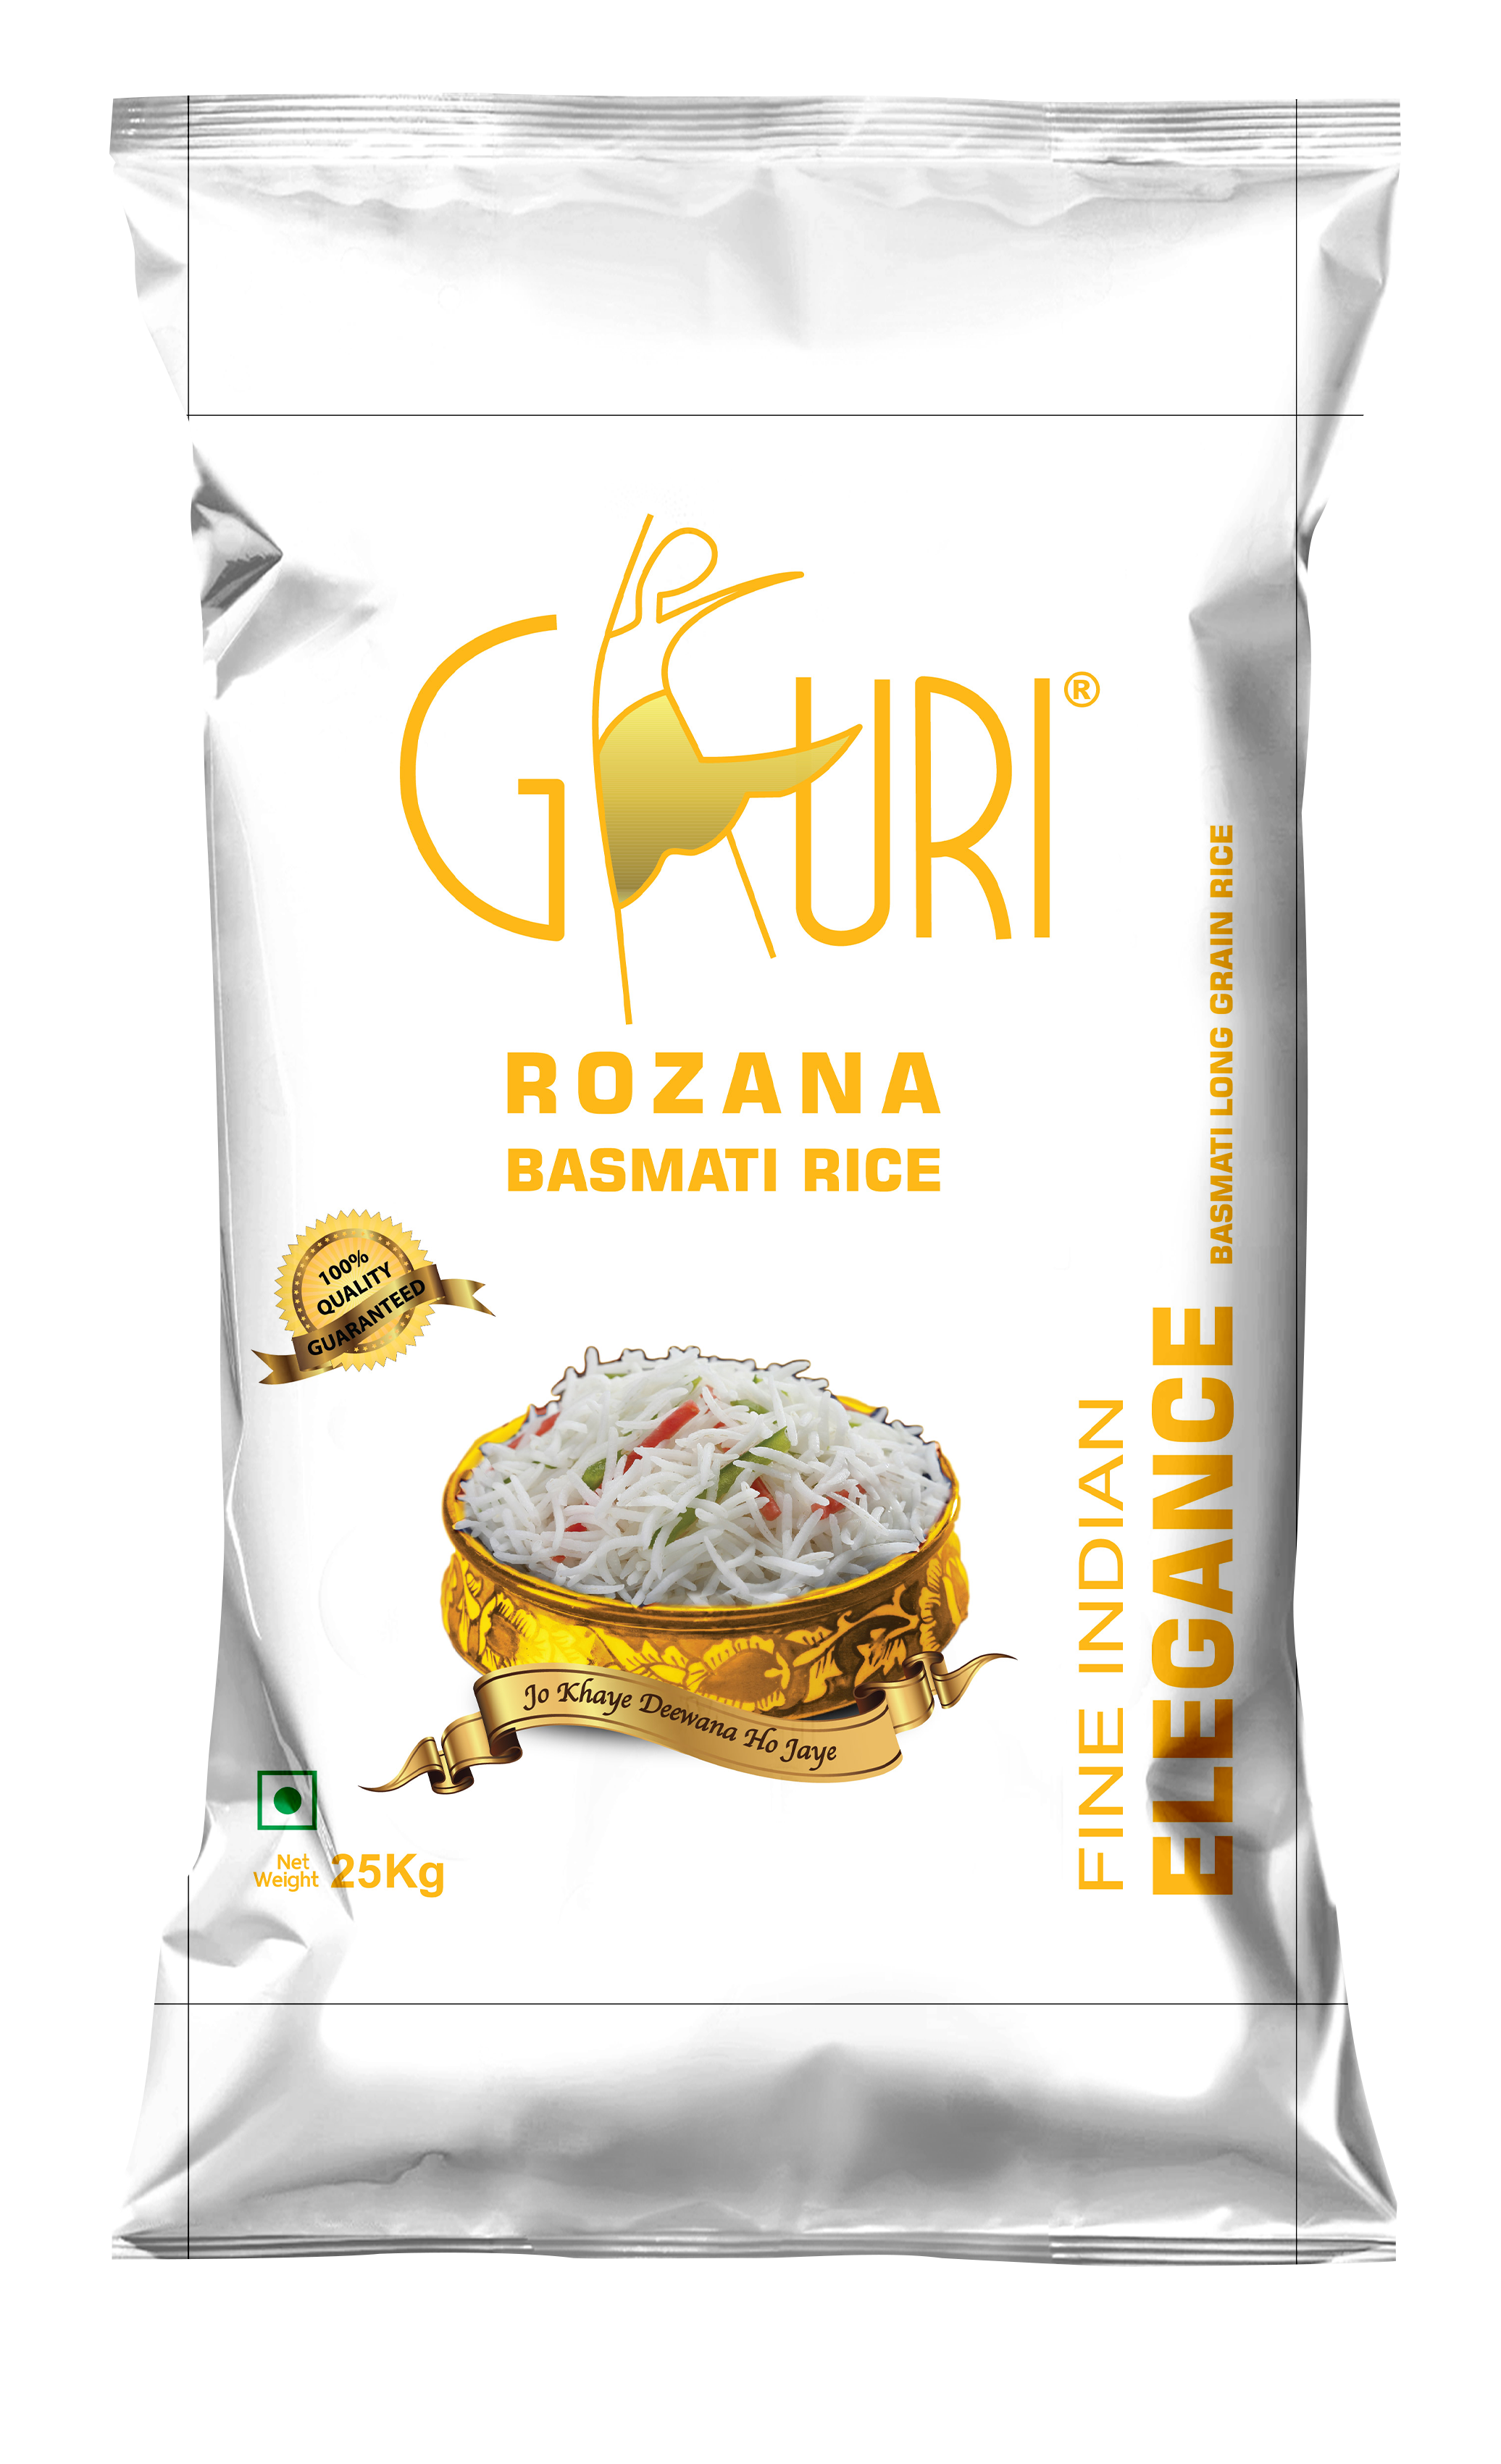 GAURI®
ROZANA
BASMATI RICE
100%
QUALITY
GUARANTEED
Jo Khaye Deewana Ho Jaye
Net
Weight 25Kg
FINE INDIAN
ELEGANCE
BASMATI LONG GRAIN RICE